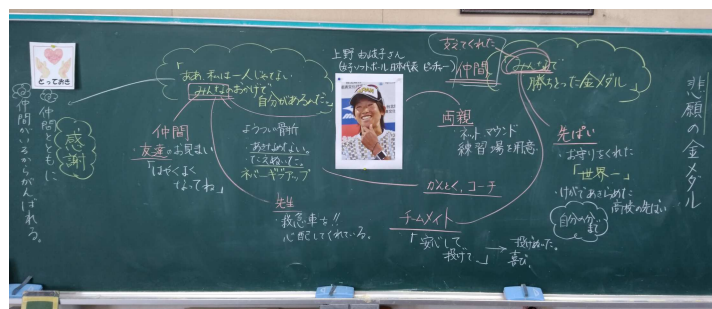 悲願の金メダル
支えてくれた
仲間
みんなで
勝ちとった金メダル」
上野由岐子さん
(女子ソフトボール日本代表 ピッチャー)
両親
ネット マウンド
練習場を用意
先ぱい
・お守りをくれた
「世界一」
・けがであきらめた
高校の先ぱい
自分の分
まで
カントく、コーチ
チームメイト
「安心して
投げて。」
→投げぬいた。
喜び
「ああ、私は一人じゃない
みんなのおかげで
自分があるんだ。」
ようつい骨折
・あきらめない。
・たえぬいた。
ネバーギブアップ
仲間
・友達のお見まい
「はやくよく
なってね」
先生
・救急車を!!
心配してくれている。
とっておき
感謝
仲間とともに
仲間がいるからがんばれる。